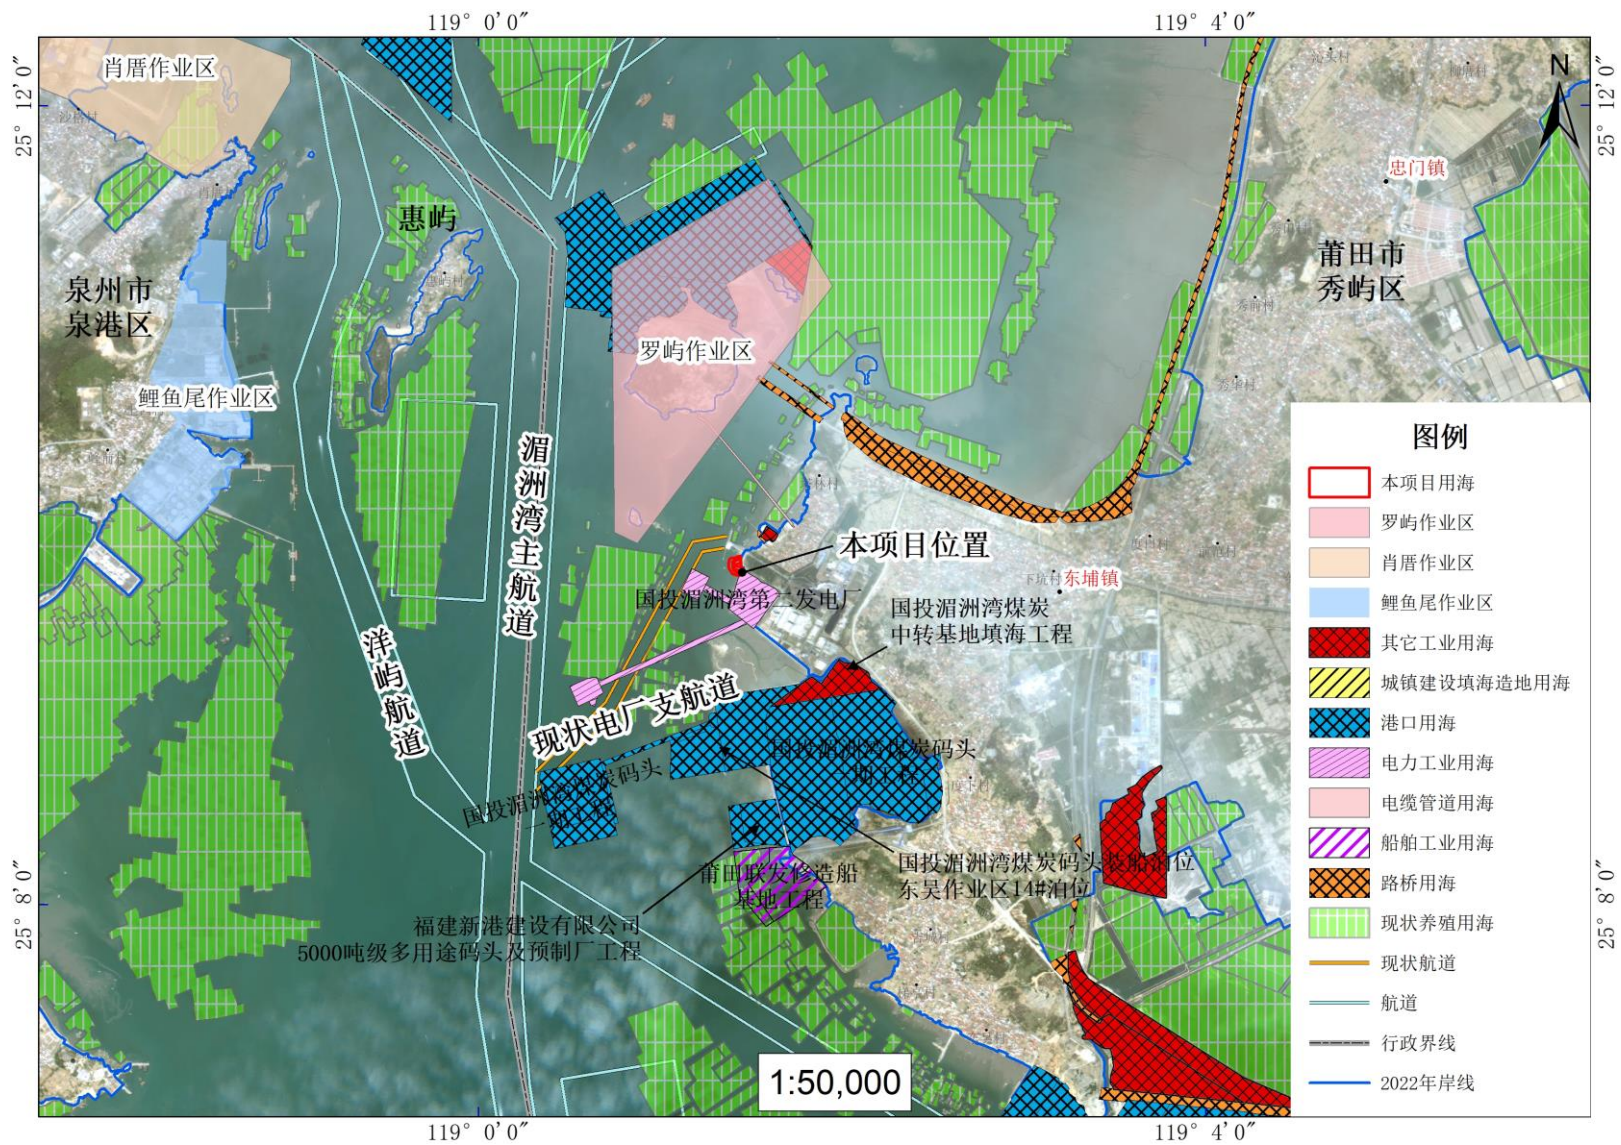 119° 0′0″
119° 4′0″
25° 12′0″
25° 12′0″
肖厝作业区
N
忠门镇
惠屿
莆田市
秀屿区
泉州市
泉港区
罗屿作业区
鲤鱼尾作业区
湄洲湾主航道
本项目位置
东埔镇
国投湄洲湾第二发电厂
国投湄洲湾煤炭
中转基地填海工程
洋屿航道
现状电厂支航道
国投湄洲湾煤炭码头
一期工程
国投湄洲湾煤炭码头
二期工程
国投湄洲湾煤炭码头装船泊位
东吴作业区14#泊位
莆田联发修造船
基地工程
福建新港建设有限公司
5000吨级多用途码头及预制厂工程
25° 8′0″
25° 8′0″
1:50,000
图例
本项目用海
罗屿作业区
肖厝作业区
鲤鱼尾作业区
其它工业用海
城镇建设填海造地用海
港口用海
电力工业用海
电缆管道用海
船舶工业用海
路桥用海
现状养殖用海
现状航道
航道
行政界线
2022年岸线
119° 0′0″
119° 4′0″